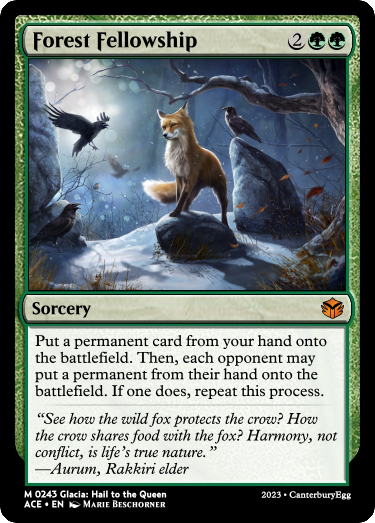 Forest Fellowship 2
Sorcery
Put a permanent card from your hand onto
the battlefield. Then, each opponent may
put a permanent from their hand onto the
battlefield. If one does, repeat this process.
“See how the wild fox protects the crow? How
the crow shares food with the fox? Harmony, not
conflict, is life’s true nature.”
—Aurum, Rakkiri elder
M 0243 Glacia: Hail to the Queen 2023 • CanterburyEgg
ACE • EN Marie Beschorner